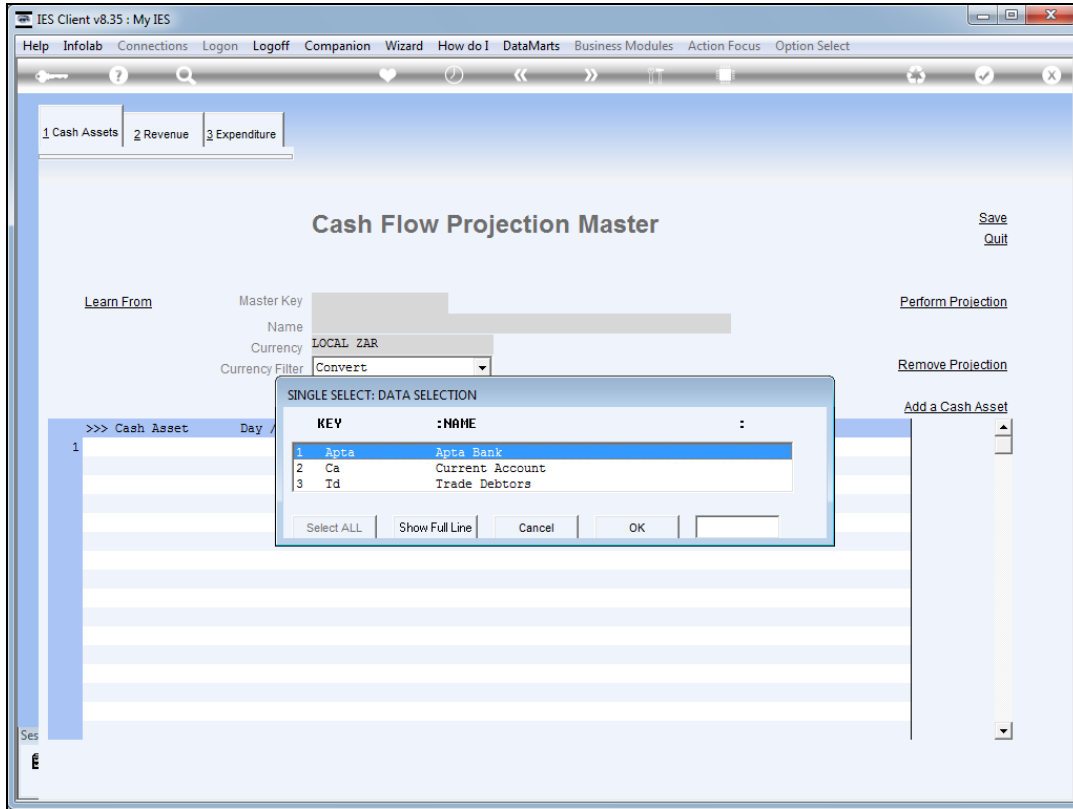 IES Client v8.35 : My IES
Help Infolab Connections Logon Logoff Companion Wizard How do I DataMarts Business Modules Action Focus Option Select
1 Cash Assets 2 Revenue 3 Expenditure
Cash Flow Projection Master
Save
Quit
Learn From Master Key Perform Projection
Name
Currency LOCAL ZAR
Currency Filter Convert Remove Projection
SINGLE SELECT: DATA SELECTION
Add a Cash Asset
>>> Cash Asset Day /
KEY :NAME :
1
1 Apta Apta Bank
2 Ca Current Account
3 Td Trade Debtors
Select ALL Show Full Line Cancel OK
Ses